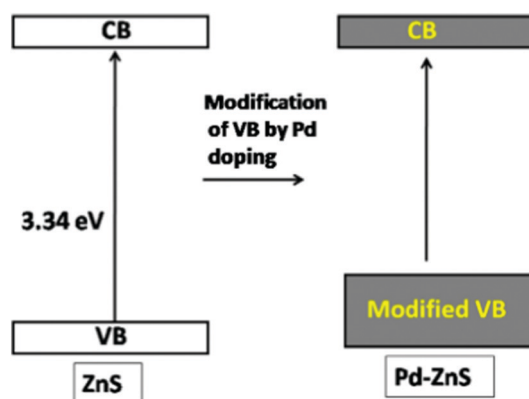 CB
3.34 eV
VB
ZnS
Modification
of VB by Pd
doping
CB
Modified VB
Pd-ZnS